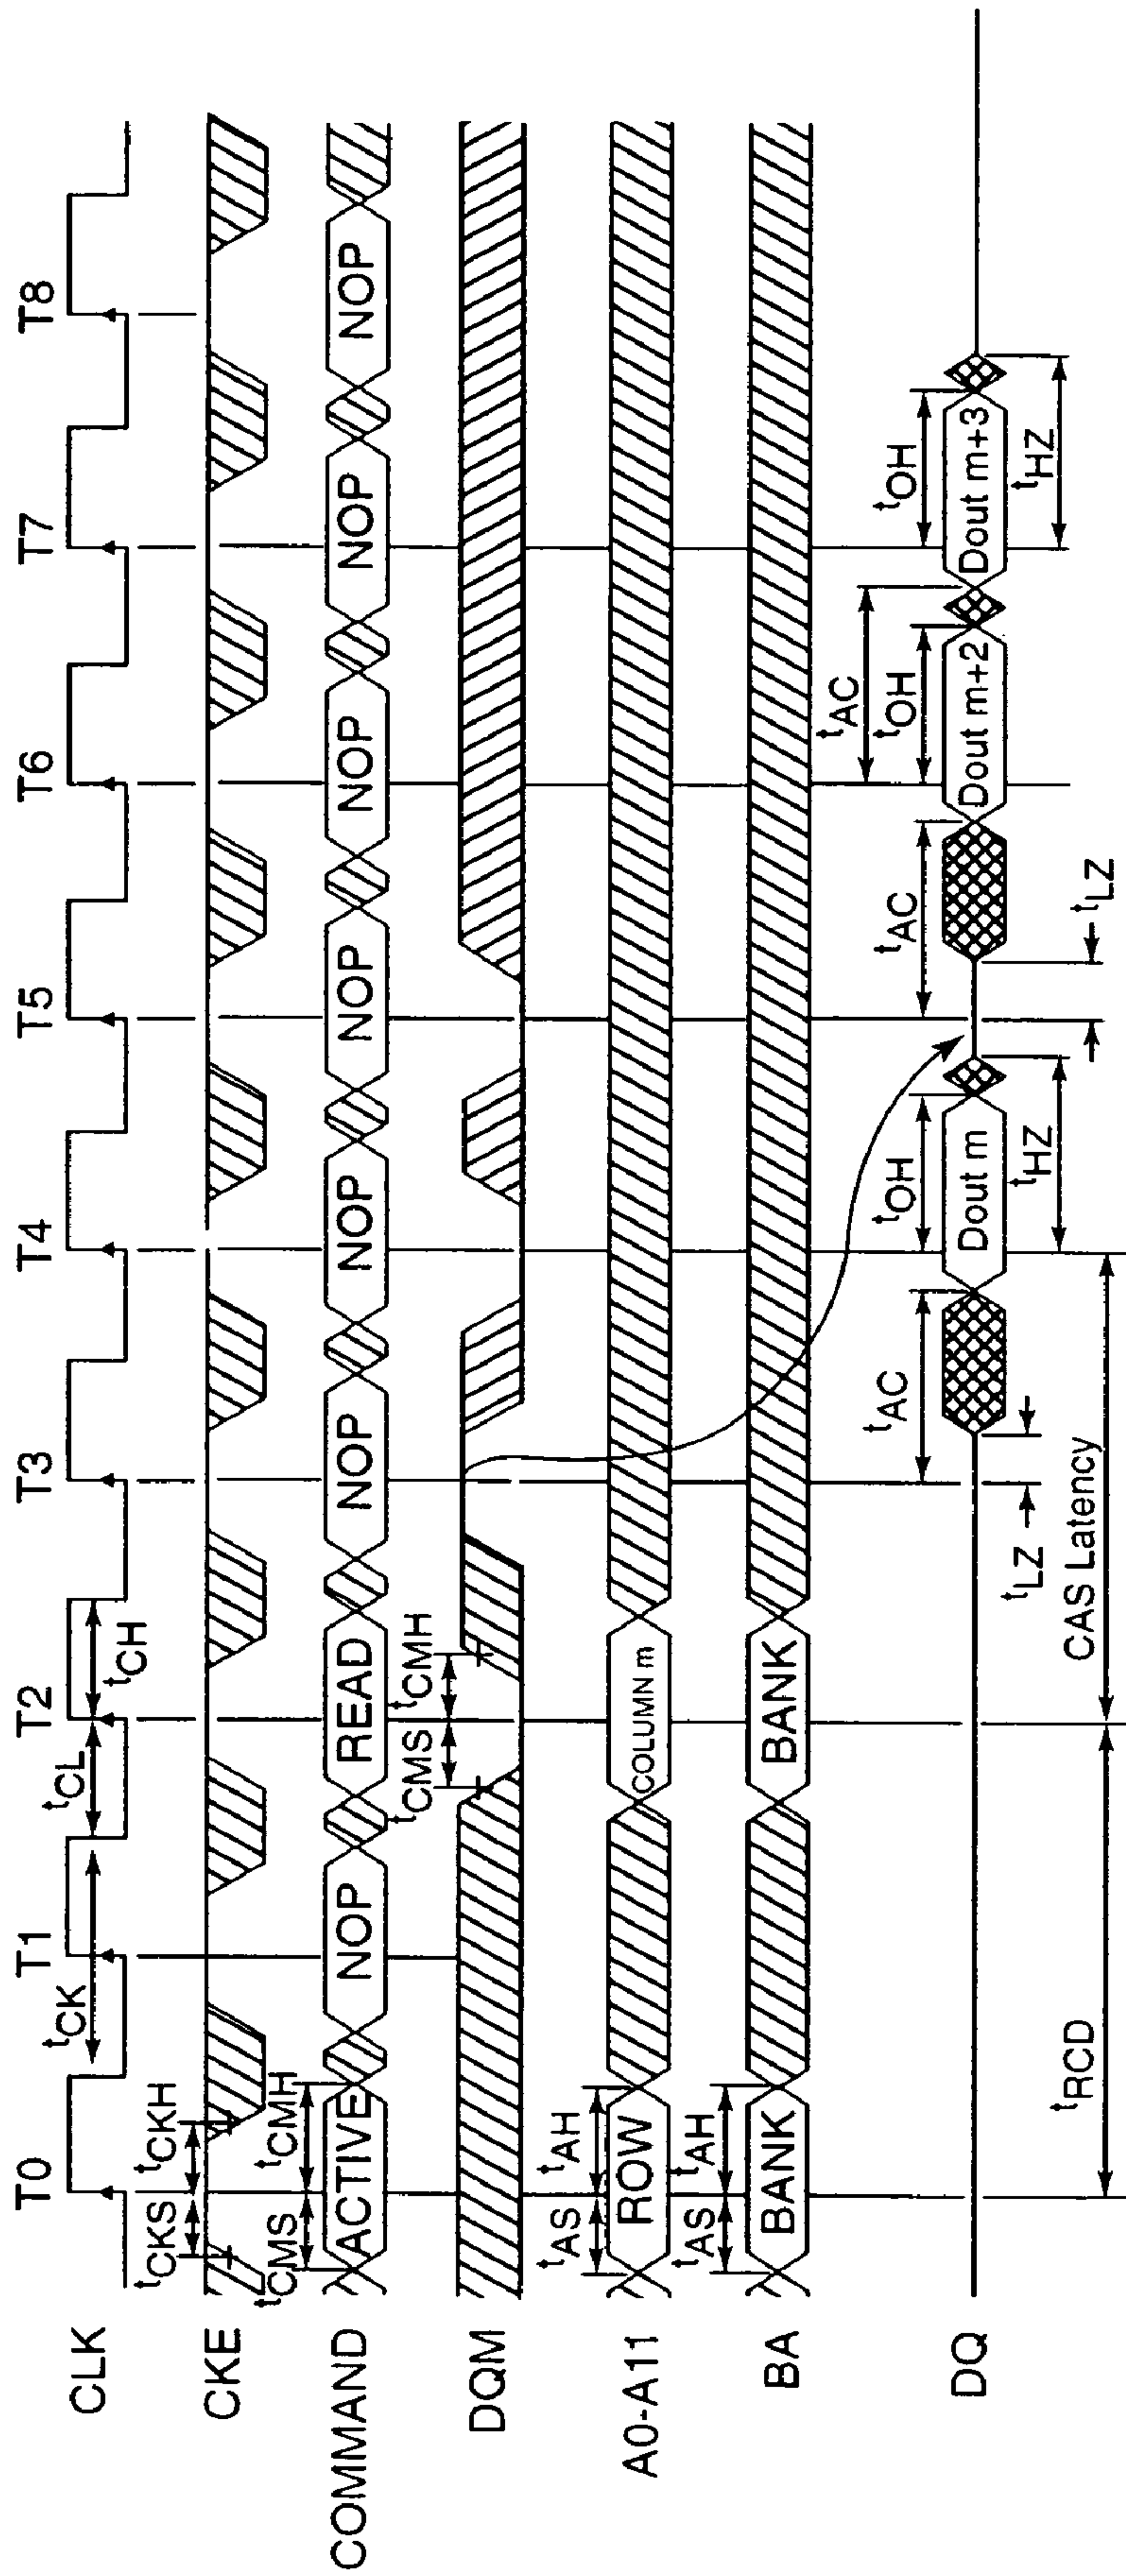 T0 T1 T2 T3 T4 T5 T6 T7 T8
CLK
tCK tCL tCH
CKE
tCKS tCKH
COMMAND
tCMS tCMH
ACTIVE NOP READ NOP NOP NOP NOP NOP NOP
DQM
tCMS tCMH
A0-A11
tAS tAH
ROW COLUMN m
BA
tAS tAH
BANK BANK
DQ
tAC tOH tAC tAC tOH tOH
Dout m Dout m+2 Dout m+3
tLZ tHZ tLZ tHZ
tRCD CAS Latency